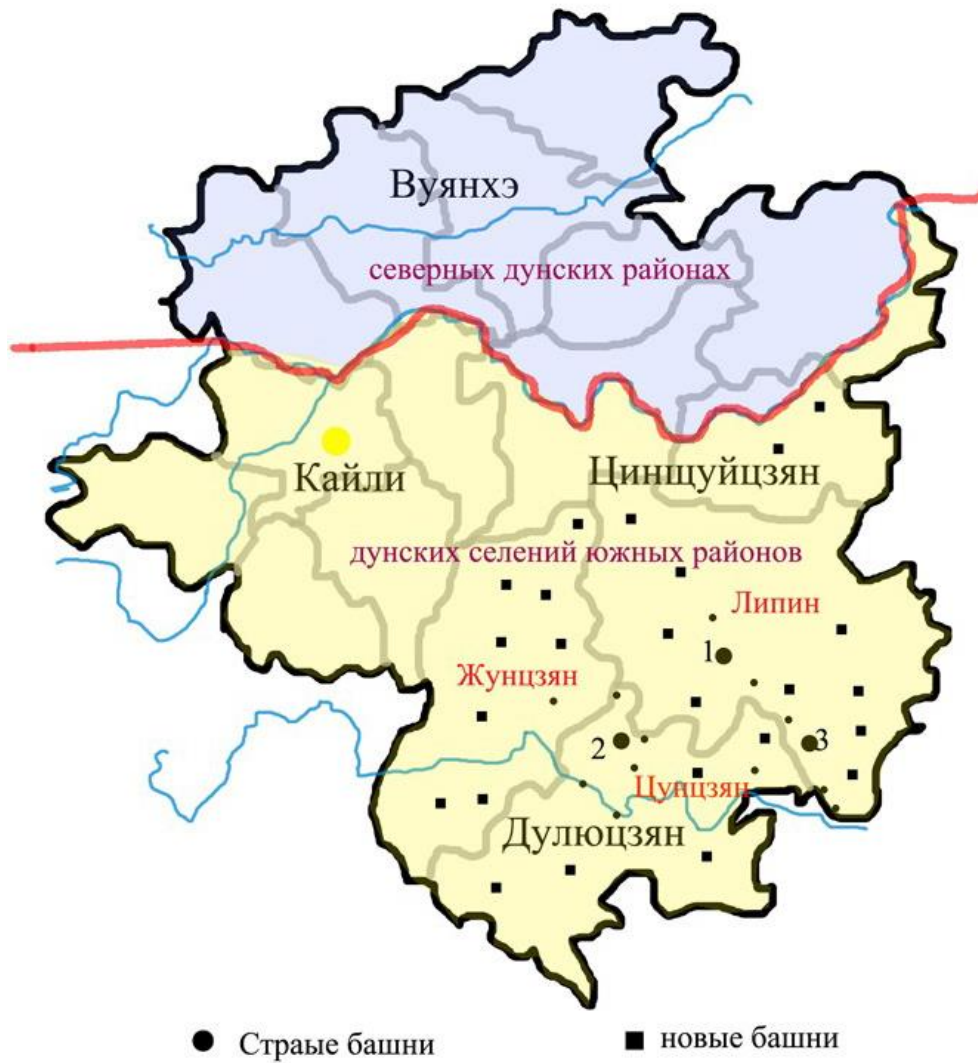 Вуянхэ
северных дунских районах
Кайли
Циншуйцзян
дунских селений южных районов
Липин
1
Жунцзян
2
3
Цунцзян
Дулюцзян
Страые башни
новые башни